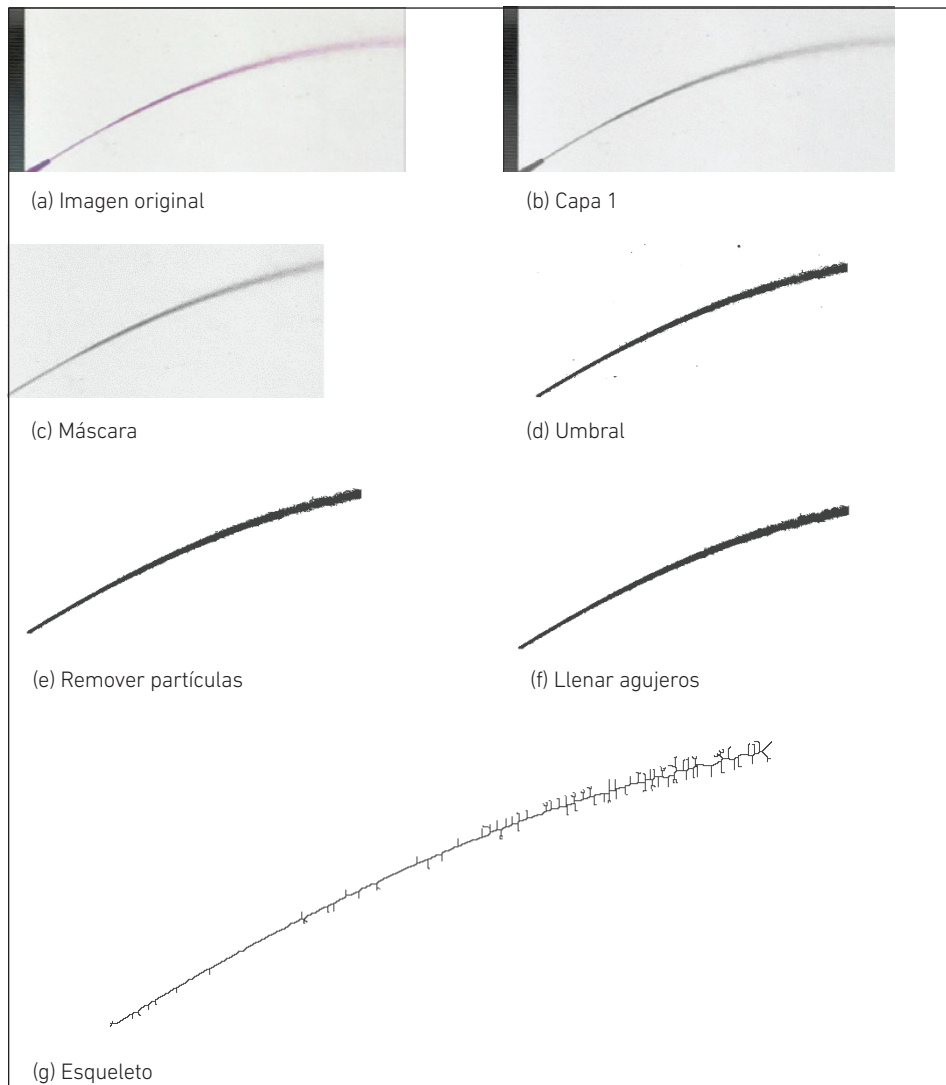 (a) Imagen original
(b) Capa 1
(c) Máscara
(d) Umbral
(e) Remover partículas
(f) Llenar agujeros
(g) Esqueleto